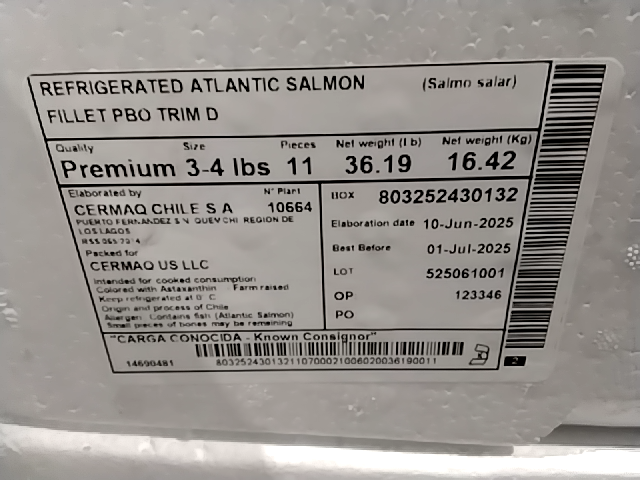 REFRIGERATED ATLANTIC SALMON (Salmo salar)
FILLET PBO TRIM D
Quality Size Pieces Net weight (Lb) Net weight (Kg)
Premium 3-4 lbs 11 36.19 16.42
Elaborated by N° Plant
CERMAQ CHILE S A 10664
PUERTO FERNANDEZ S N QUEMCHI REGION DE
LOS LAGOS
Packed for
CERMAQ US LLC
Intended for cooked consumption
Colored with Astaxanthin Farm raised
Keep refrigerated at 0° C
Origin and process of Chile
Allergen: Contains fish (Atlantic Salmon)
Small pieces of bones may be remaining
BOX 803252430132
Elaboration date 10-Jun-2025
Best Before 01-Jul-2025
LOT 525061001
OP 123346
PO
"CARGA CONOCIDA - Known Consignor"
14690481 803252430132110700021006020036190011
2